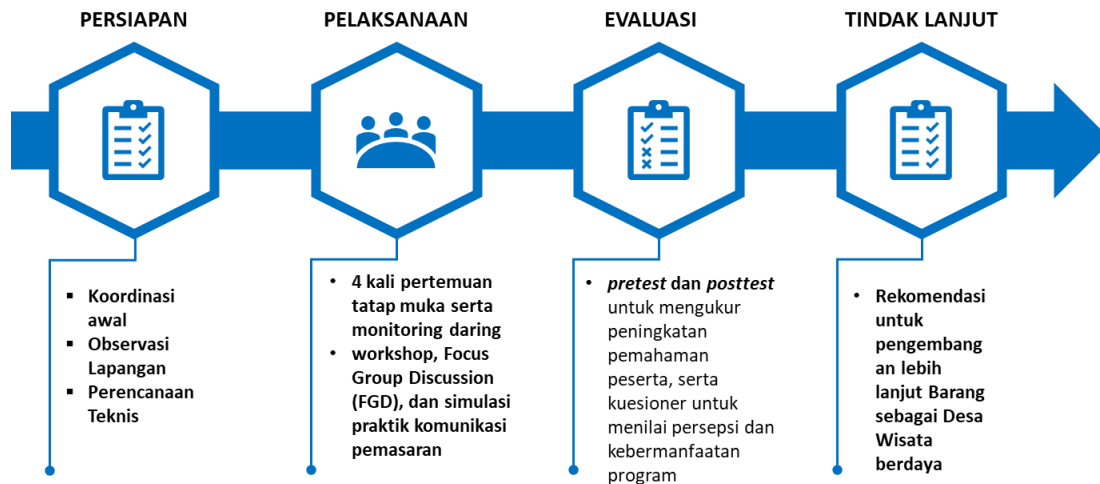 PERSIAPAN
Koordinasi
awal
Observasi
Lapangan
Perencanaan
Teknis
PELAKSANAAN
4 kali pertemuan
tatap muka serta
monitoring daring
workshop, Focus
Group Discussion
(FGD), dan simulasi
praktik komunikasi
pemasaran
EVALUASI
pretest dan posttest
untuk mengukur
peningkatan
pemahaman
peserta, serta
kuesioner untuk
menilai persepsi dan
kebermanfaatan
program
TINDAK LANJUT
Rekomendasi
untuk
pengembang
an lebih
lanjut Barang
sebagai Desa
Wisata
berdaya